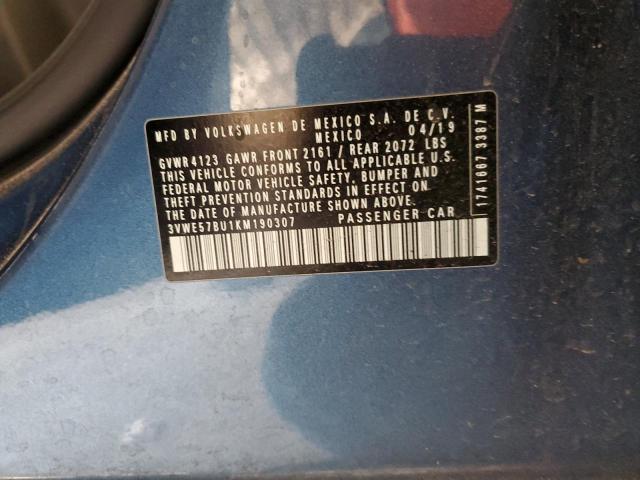 MFD BY VOLKSWAGEN DE MEXICO S.A. DE C.V.
MEXICO 04/19
GVWR4123 GAWR FRONT 2161 / REAR 2072 LBS
THIS VEHICLE CONFORMS TO ALL APPLICABLE U.S.
FEDERAL MOTOR VEHICLE SAFETY, BUMPER AND
THEFT PREVENTION STANDARDS IN EFFECT ON
THE DATE OF MANUFACTURE SHOWN ABOVE.
3VWE57BU1KM190307 PASSENGER CAR
1741667 3387 M